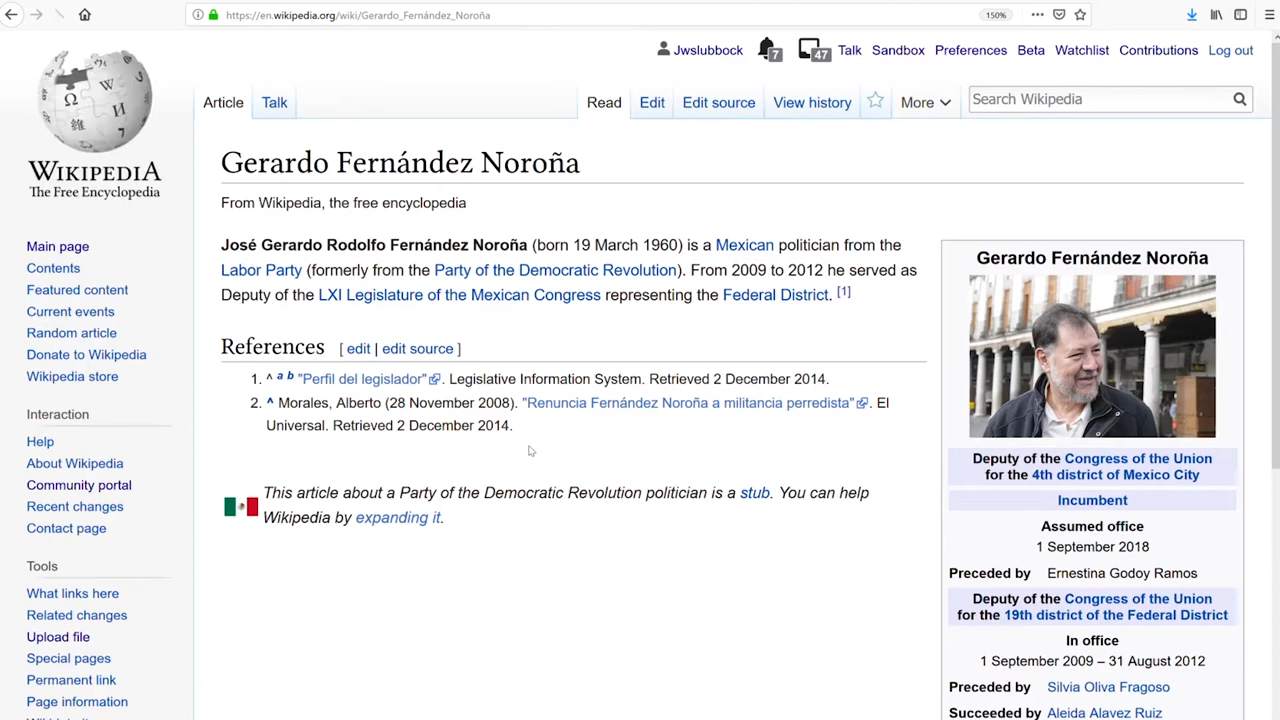 https://en.wikipedia.org/wiki/Gerardo_Fernández_Noroña
150%
Jwslubbock 7 47 Talk Sandbox Preferences Beta Watchlist Contributions Log out
Article Talk Read Edit Edit source View history More Search Wikipedia
WIKIPEDIA
The Free Encyclopedia
Main page
Contents
Featured content
Current events
Random article
Donate to Wikipedia
Wikipedia store
Interaction
Help
About Wikipedia
Community portal
Recent changes
Contact page
Tools
What links here
Related changes
Upload file
Special pages
Permanent link
Page information
Gerardo Fernández Noroña
From Wikipedia, the free encyclopedia
José Gerardo Rodolfo Fernández Noroña (born 19 March 1960) is a Mexican politician from the
Labor Party (formerly from the Party of the Democratic Revolution). From 2009 to 2012 he served as
Deputy of the LXI Legislature of the Mexican Congress representing the Federal District. [1]
References [ edit | edit source ]
1. ^ a b "Perfil del legislador". Legislative Information System. Retrieved 2 December 2014.
2. ^ Morales, Alberto (28 November 2008). "Renuncia Fernández Noroña a militancia perredista". El
Universal. Retrieved 2 December 2014.
This article about a Party of the Democratic Revolution politician is a stub. You can help
Wikipedia by expanding it.
Gerardo Fernández Noroña
Deputy of the Congress of the Union
for the 4th district of Mexico City
Incumbent
Assumed office
1 September 2018
Preceded by Ernestina Godoy Ramos
Deputy of the Congress of the Union
for the 19th district of the Federal District
In office
1 September 2009 – 31 August 2012
Preceded by Silvia Oliva Fragoso
Succeeded by Aleida Alavez Ruiz